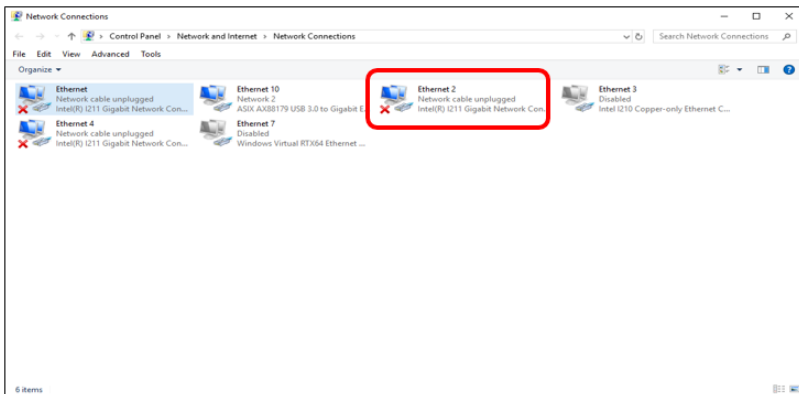 Network Connections
Control Panel > Network and Internet > Network Connections
Search Network Connections
File Edit View Advanced Tools
Organize
Ethernet
Network cable unplugged
Intel(R) I211 Gigabit Network Con...
Ethernet 10
Network 2
ASIX AX88179 USB 3.0 to Gigabit E...
Ethernet 2
Network cable unplugged
Intel(R) I211 Gigabit Network Con...
Ethernet 3
Disabled
Intel I210 Copper-only Ethernet C...
Ethernet 4
Network cable unplugged
Intel(R) I211 Gigabit Network Con...
Ethernet 7
Disabled
Windows Virtual RTX64 Ethernet ...
6 items